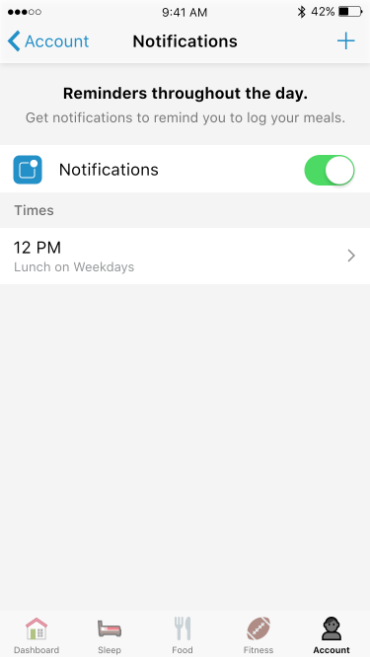 9:41 AM 42%
Account Notifications
Reminders throughout the day.
Get notifications to remind you to log your meals.
Notifications
Times
12 PM
Lunch on Weekdays
Dashboard Sleep Food Fitness Account